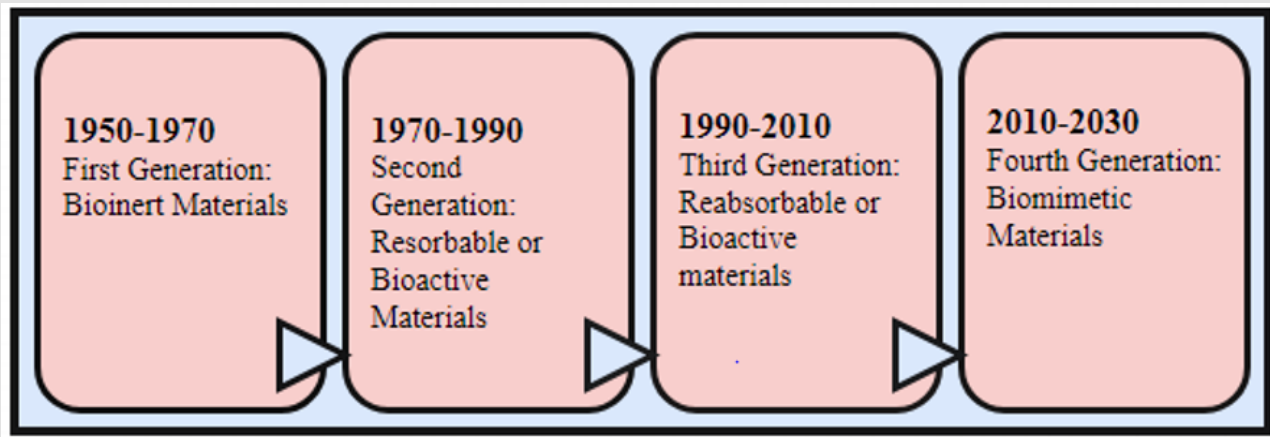 1950-1970
First Generation:
Bioinert Materials
1970-1990
Second
Generation:
Resorbable or
Bioactive
Materials
1990-2010
Third Generation:
Reabsorbable or
Bioactive
materials
2010-2030
Fourth Generation:
Biomimetic
Materials